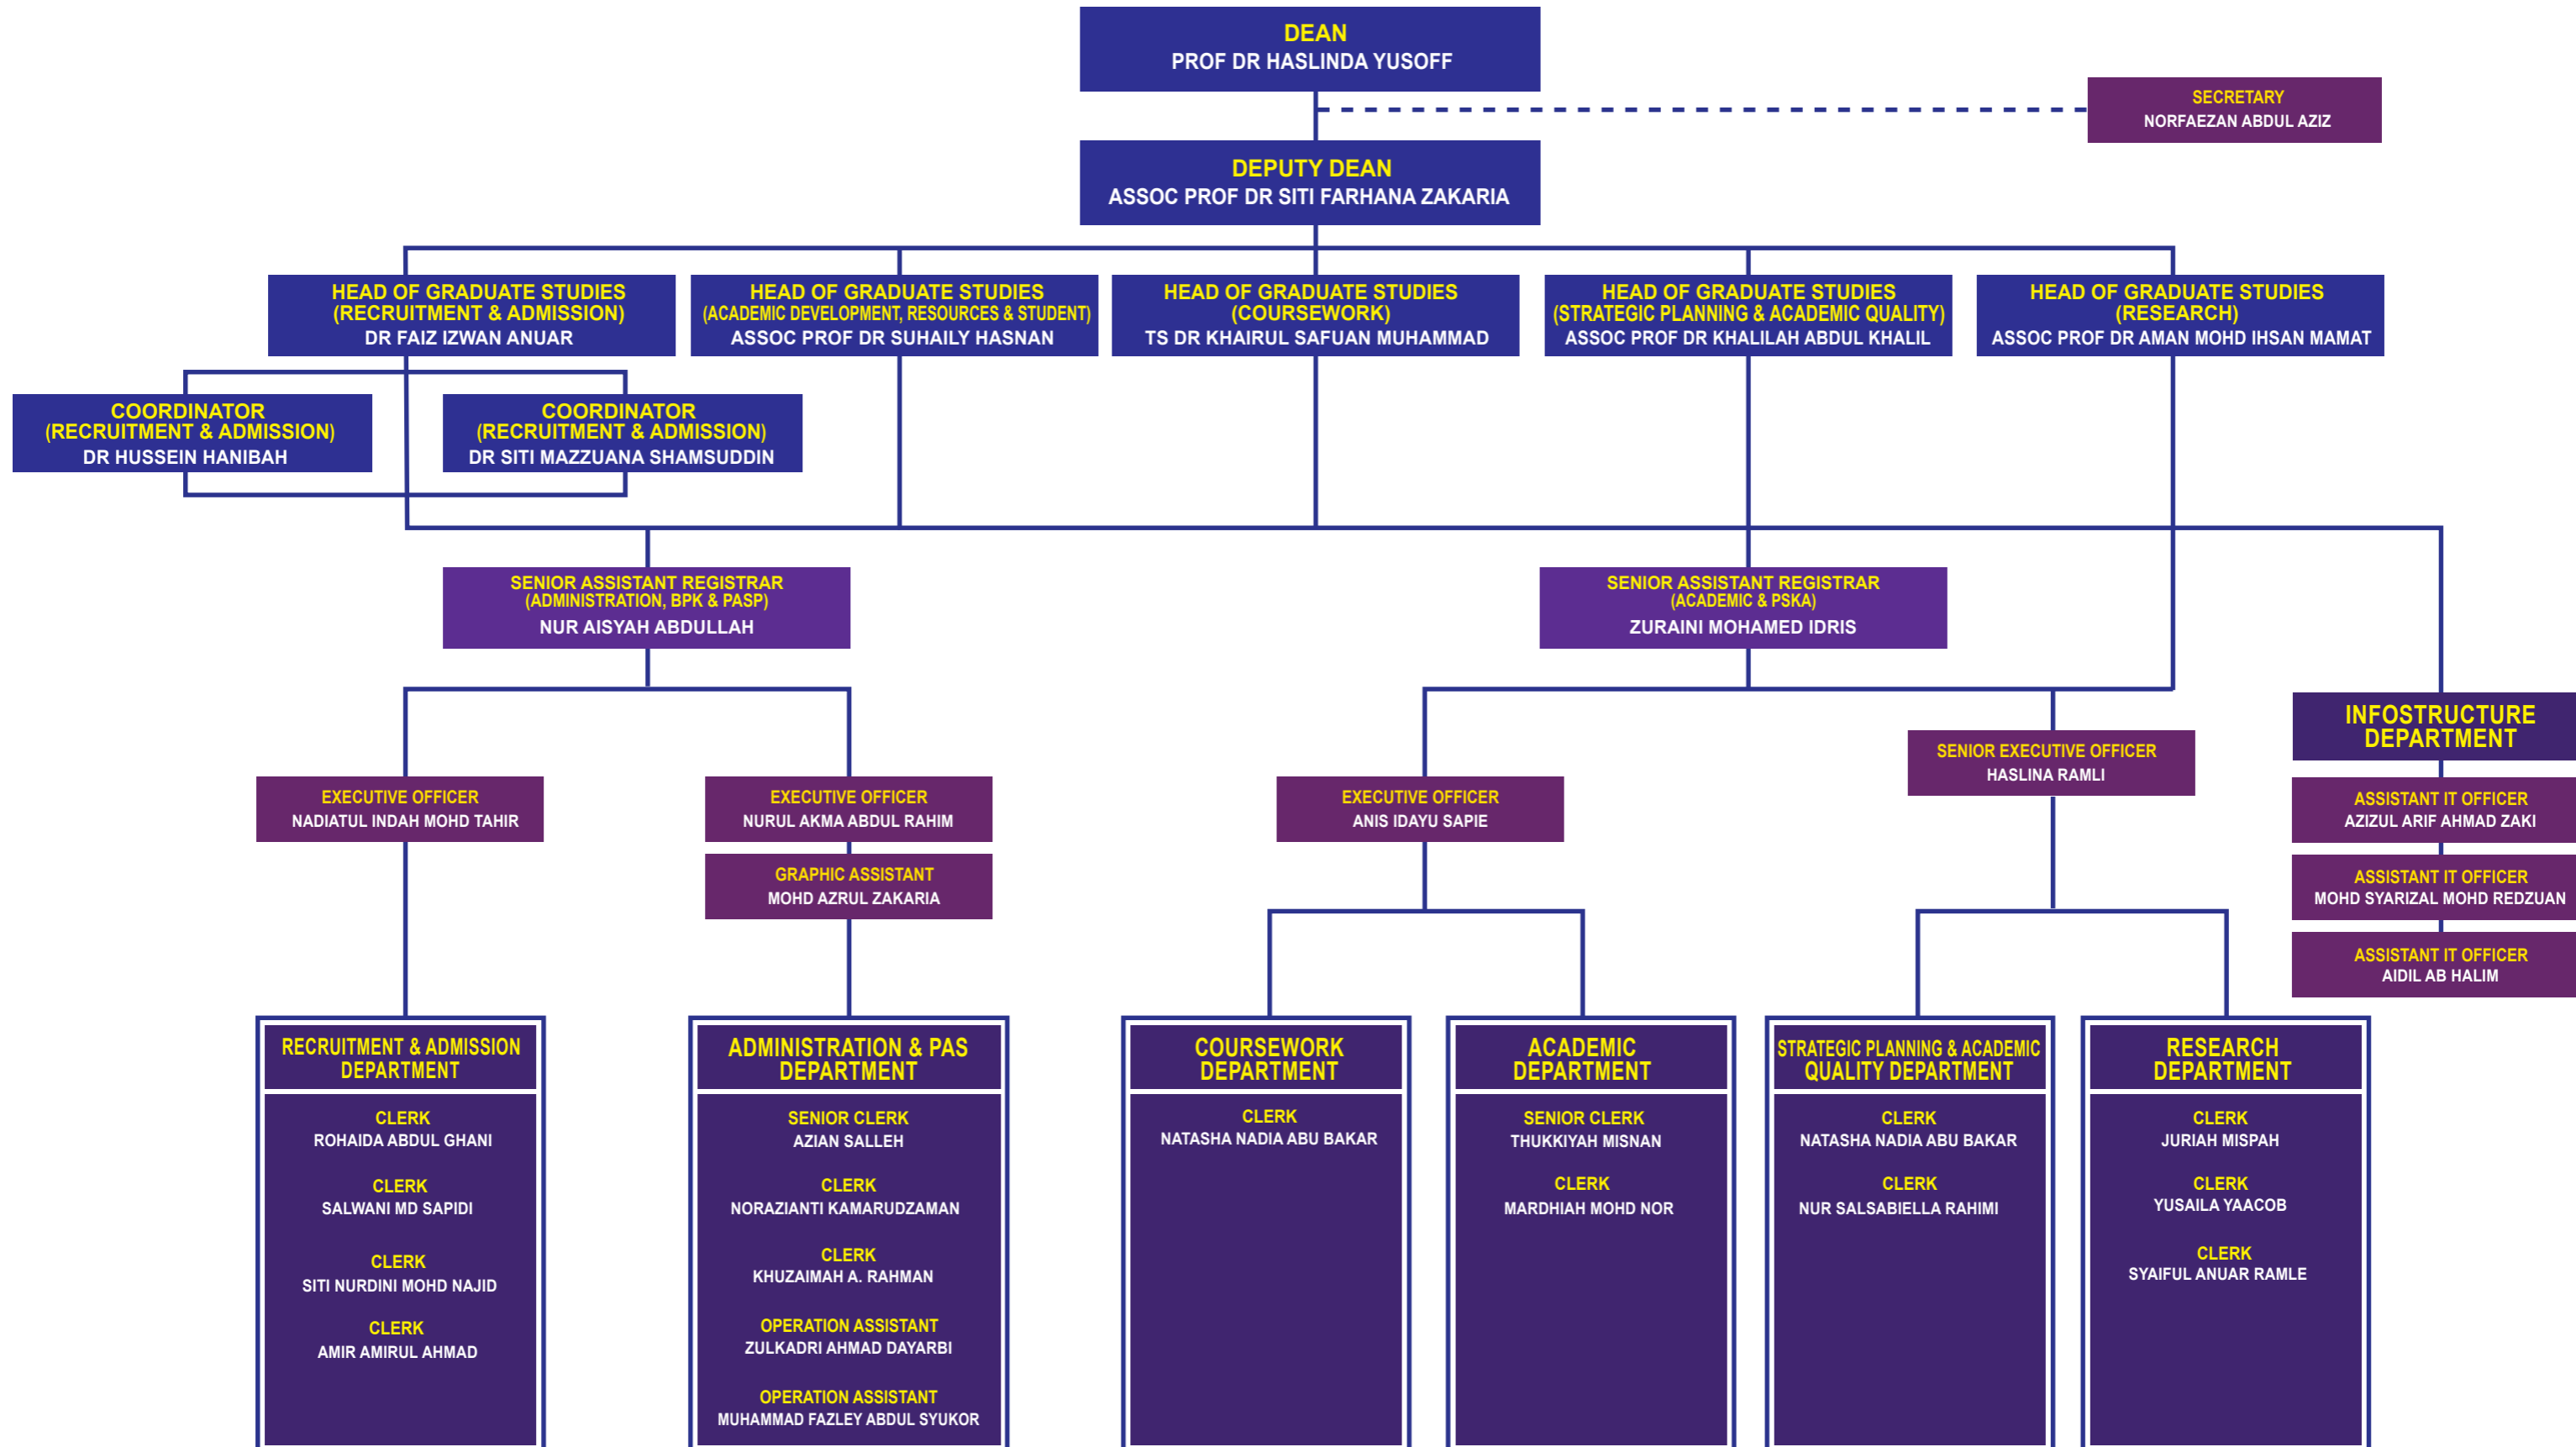 DEAN
PROF DR HASLINDA YUSOFF
SECRETARY
NORFAEZAN ABDUL AZIZ
DEPUTY DEAN
ASSOC PROF DR SITI FARHANA ZAKARIA
HEAD OF GRADUATE STUDIES
(RECRUITMENT & ADMISSION)
DR FAIZ IZWAN ANUAR
HEAD OF GRADUATE STUDIES
(ACADEMIC DEVELOPMENT, RESOURCES & STUDENT)
ASSOC PROF DR SUHAILY HASNAN
HEAD OF GRADUATE STUDIES
(COURSEWORK)
TS DR KHAIRUL SAFUAN MUHAMMAD
HEAD OF GRADUATE STUDIES
(STRATEGIC PLANNING & ACADEMIC QUALITY)
ASSOC PROF DR KHALILAH ABDUL KHALIL
HEAD OF GRADUATE STUDIES
(RESEARCH)
ASSOC PROF DR AMAN MOHD IHSAN MAMAT
COORDINATOR
(RECRUITMENT & ADMISSION)
DR HUSSEIN HANIBAH
COORDINATOR
(RECRUITMENT & ADMISSION)
DR SITI MAZZUANA SHAMSUDDIN
SENIOR ASSISTANT REGISTRAR
(ADMINISTRATION, BPK & PASP)
NUR AISYAH ABDULLAH
SENIOR ASSISTANT REGISTRAR
(ACADEMIC & PSKA)
ZURAINI MOHAMED IDRIS
EXECUTIVE OFFICER
NADIATUL INDAH MOHD TAHIR
EXECUTIVE OFFICER
NURUL AKMA ABDUL RAHIM
GRAPHIC ASSISTANT
MOHD AZRUL ZAKARIA
EXECUTIVE OFFICER
ANIS IDAYU SAPIE
SENIOR EXECUTIVE OFFICER
HASLINA RAMLI
INFOSTRUCTURE
DEPARTMENT
ASSISTANT IT OFFICER
AZIZUL ARIF AHMAD ZAKI
ASSISTANT IT OFFICER
MOHD SYARIZAL MOHD REDZUAN
ASSISTANT IT OFFICER
AIDIL AB HALIM
RECRUITMENT & ADMISSION
DEPARTMENT
CLERK
ROHAIDA ABDUL GHANI
CLERK
SALWANI MD SAPIDI
CLERK
SITI NURDINI MOHD NAJID
CLERK
AMIR AMIRUL AHMAD
ADMINISTRATION & PAS
DEPARTMENT
SENIOR CLERK
AZIAN SALLEH
CLERK
NORAZIANTI KAMARUDZAMAN
CLERK
KHUZAIMAH A. RAHMAN
OPERATION ASSISTANT
ZULKADRI AHMAD DAYARBI
OPERATION ASSISTANT
MUHAMMAD FAZLEY ABDUL SYUKOR
COURSEWORK
DEPARTMENT
CLERK
NATASHA NADIA ABU BAKAR
ACADEMIC
DEPARTMENT
SENIOR CLERK
THUKKIYAH MISNAN
CLERK
MARDHIAH MOHD NOR
STRATEGIC PLANNING & ACADEMIC
QUALITY DEPARTMENT
CLERK
NATASHA NADIA ABU BAKAR
CLERK
NUR SALSABIELLA RAHIMI
RESEARCH
DEPARTMENT
CLERK
JURIAH MISPAH
CLERK
YUSAILA YAACOB
CLERK
SYAIFUL ANUAR RAMLE